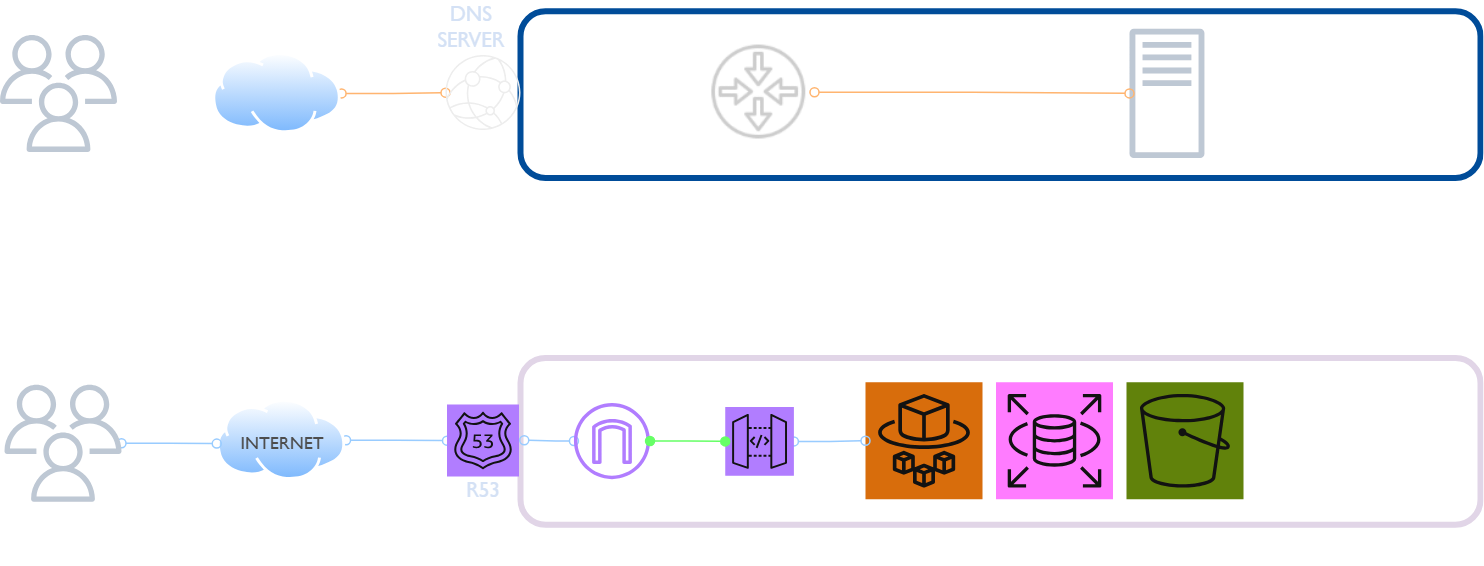 DNS
SERVER
INTERNET
53
R53